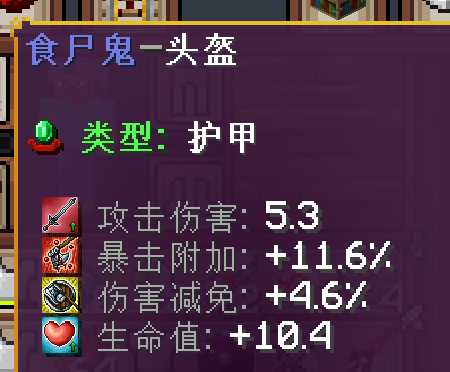 食尸鬼-头盔
类型: 护甲
攻击伤害: 5.3
暴击附加: +11.6%
伤害减免: +4.6%
生命值: +10.4